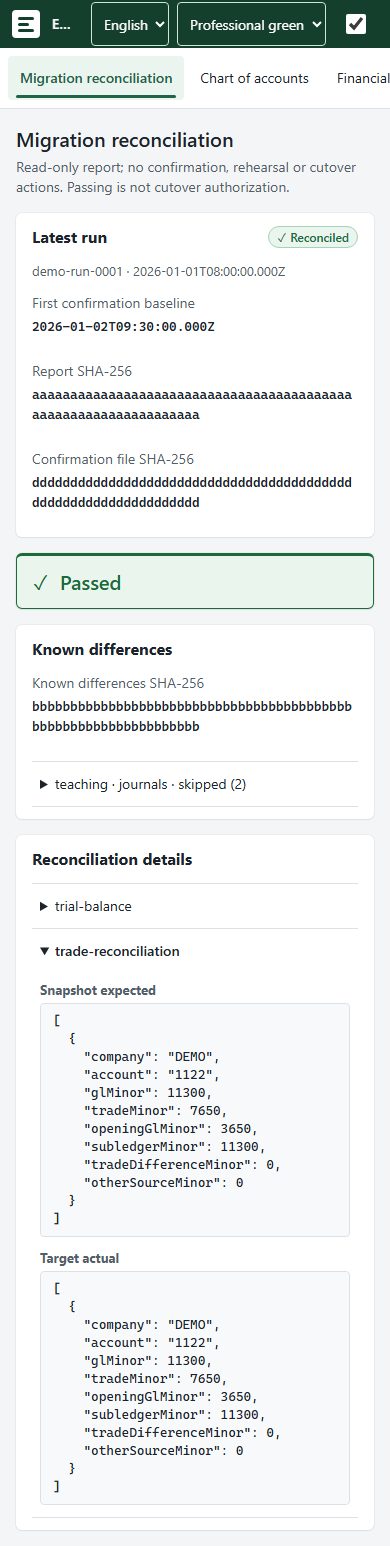 E...
English
Professional green
Migration reconciliation
Chart of accounts
Financial
Migration reconciliation
Read-only report; no confirmation, rehearsal or cutover
actions. Passing is not cutover authorization.
Latest run
✓ Reconciled
demo-run-0001 · 2026-01-01T08:00:00.000Z
First confirmation baseline
2026-01-02T09:30:00.000Z
Report SHA-256
aaaaaaaaaaaaaaaaaaaaaaaaaaaaaaaaaaaaaaaaaa
aaaaaaaaaaaaaaaaaaaaaa
Confirmation file SHA-256
dddddddddddddddddddddddddddddddddddddddddd
dddddddddddddddddddddd
✓ Passed
Known differences
Known differences SHA-256
bbbbbbbbbbbbbbbbbbbbbbbbbbbbbbbbbbbbbbbbbb
bbbbbbbbbbbbbbbbbbbbbb
▶ teaching · journals · skipped (2)
Reconciliation details
▶ trial-balance
▼ trade-reconciliation
Snapshot expected
[
  {
    "company": "DEMO",
    "account": "1122",
    "glMinor": 11300,
    "tradeMinor": 7650,
    "openingGlMinor": 3650,
    "subledgerMinor": 11300,
    "tradeDifferenceMinor": 0,
    "otherSourceMinor": 0
  }
]
Target actual
[
  {
    "company": "DEMO",
    "account": "1122",
    "glMinor": 11300,
    "tradeMinor": 7650,
    "openingGlMinor": 3650,
    "subledgerMinor": 11300,
    "tradeDifferenceMinor": 0,
    "otherSourceMinor": 0
  }
]